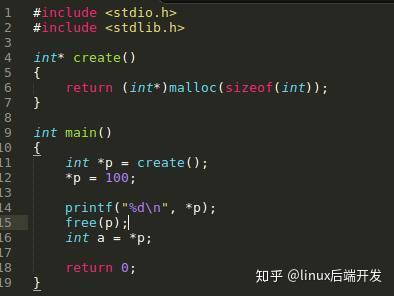 1 #include <stdio.h>
2 #include <stdlib.h>
3
4 int* create()
5 {
6     return (int*)malloc(sizeof(int));
7 }
8
9 int main()
10 {
11     int *p = create();
12     *p = 100;
13
14     printf("%d\n", *p);
15     free(p);
16     int a = *p;
17
18     return 0;
19 }
知乎 @linux后端开发